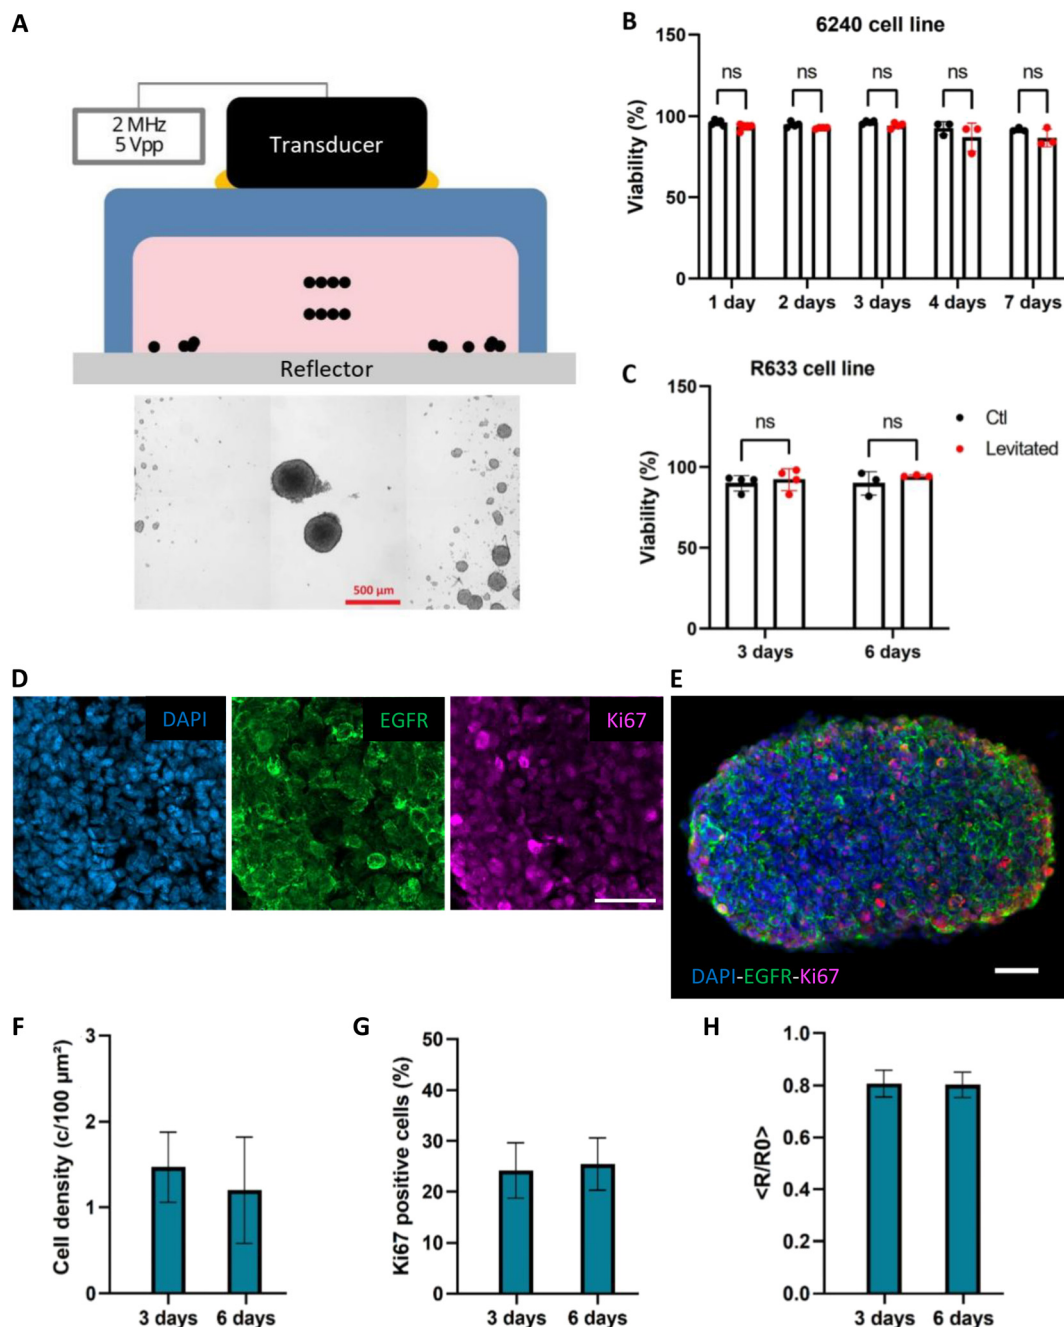 A
2 MHz
5 Vpp
Transducer
Reflector
500 µm
B
6240 cell line
Viability (%)
150
100
50
0
ns
ns
ns
ns
ns
1 day
2 days
3 days
4 days
7 days
C
R633 cell line
Viability (%)
150
100
50
0
ns
ns
3 days
6 days
Ctl
Levitated
D
DAPI
EGFR
Ki67
E
DAPI-EGFR-Ki67
F
Cell density (c/100 µm²)
3
2
1
0
3 days
6 days
G
Ki67 positive cells (%)
50
40
30
20
10
0
3 days
6 days
H
<R/R0>
1.0
0.8
0.6
0.4
0.2
0.0
3 days
6 days